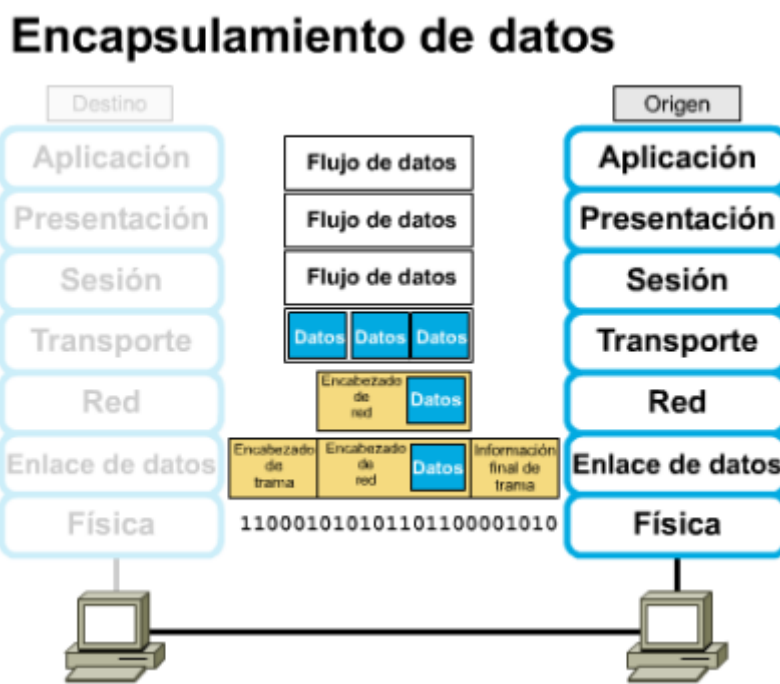 Encapsulamiento de datos
Destino
Origen
Aplicación
Flujo de datos
Aplicación
Presentación
Flujo de datos
Presentación
Sesión
Flujo de datos
Sesión
Transporte
Datos Datos Datos
Transporte
Red
Encabezado
de
red
Datos
Red
Enlace de datos
Encabezado
de
trama
Encabezado
de
red
Datos
Información
final de
trama
Enlace de datos
Física
110001010101101100001010
Física